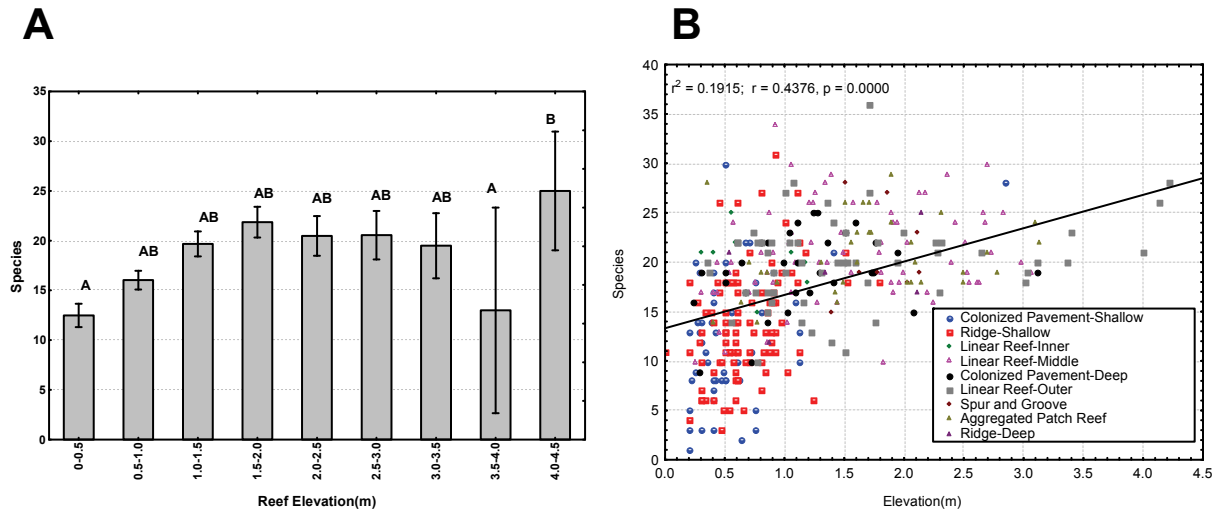 A
35
30
25
20
15
10
5
0
Species
A
AB
AB
AB
AB
AB
AB
A
B
0-0.5
0.5-1.0
1.0-1.5
1.5-2.0
2.0-2.5
2.5-3.0
3.0-3.5
3.5-4.0
4.0-4.5
Reef Elevation(m)
B
40
35
30
25
20
15
10
5
0
Species
r² = 0.1915; r = 0.4376, p = 0.0000
Colonized Pavement-Shallow
Ridge-Shallow
Linear Reef-Inner
Linear Reef-Middle
Colonized Pavement-Deep
Linear Reef-Outer
Spur and Groove
Aggregated Patch Reef
Ridge-Deep
0.0 0.5 1.0 1.5 2.0 2.5 3.0 3.5 4.0 4.5
Elevation(m)